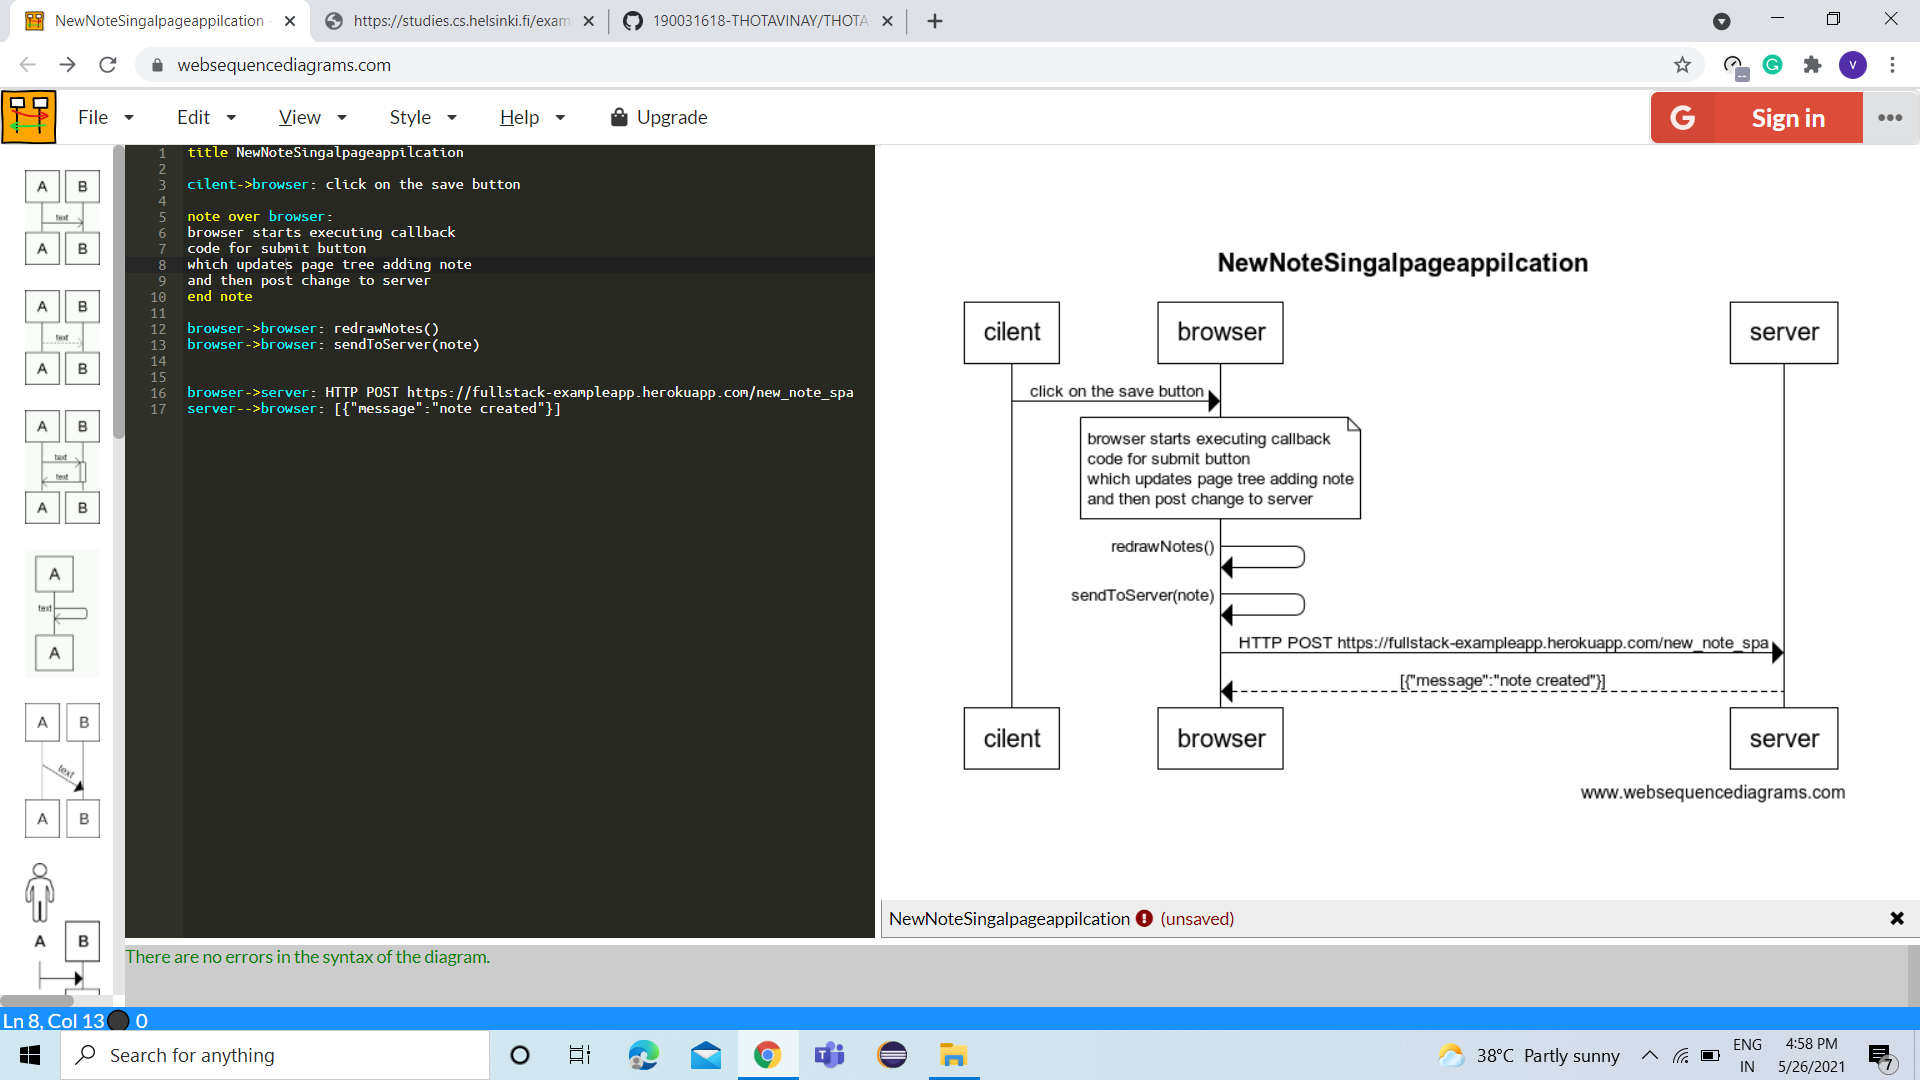 NewNoteSingalpageappilcation -
https://studies.cs.helsinki.fi/exam
190031618-THOTAVINAY/THOTA
websequencediagrams.com
V
File
Edit
View
Style
Help
Upgrade
G
Sign in
A B
text
A B
A B
text
A B
A B
text
text
A B
A
text
A
A B
text
A B
A B
1 title NewNoteSingalpageappilcation
2
3 cilent->browser: click on the save button
4
5 note over browser:
6 browser starts executing callback
7 code for submit button
8 which updates page tree adding note
9 and then post change to server
10 end note
11
12 browser->browser: redrawNotes()
13 browser->browser: sendToServer(note)
14
15
16 browser->server: HTTP POST https://fullstack-exampleapp.herokuapp.com/new_note_spa
17 server-->browser: [{"message":"note created"}]
NewNoteSingalpageappilcation
cilent browser server
click on the save button
browser starts executing callback
code for submit button
which updates page tree adding note
and then post change to server
redrawNotes()
sendToServer(note)
HTTP POST https://fullstack-exampleapp.herokuapp.com/new_note_spa
[{"message":"note created"}]
cilent browser server
www.websequencediagrams.com
NewNoteSingalpageappilcation (unsaved)
There are no errors in the syntax of the diagram.
Ln 8, Col 13 0
Search for anything
38°C Partly sunny
ENG
IN
4:58 PM
5/26/2021
7